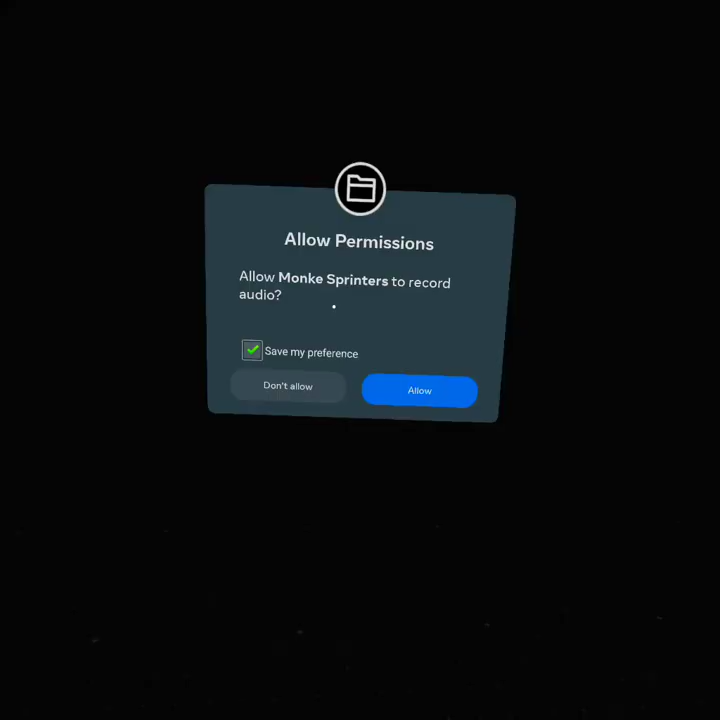 Allow Permissions
Allow Monke Sprinters to record
audio?
Save my preference
Don't allow
Allow